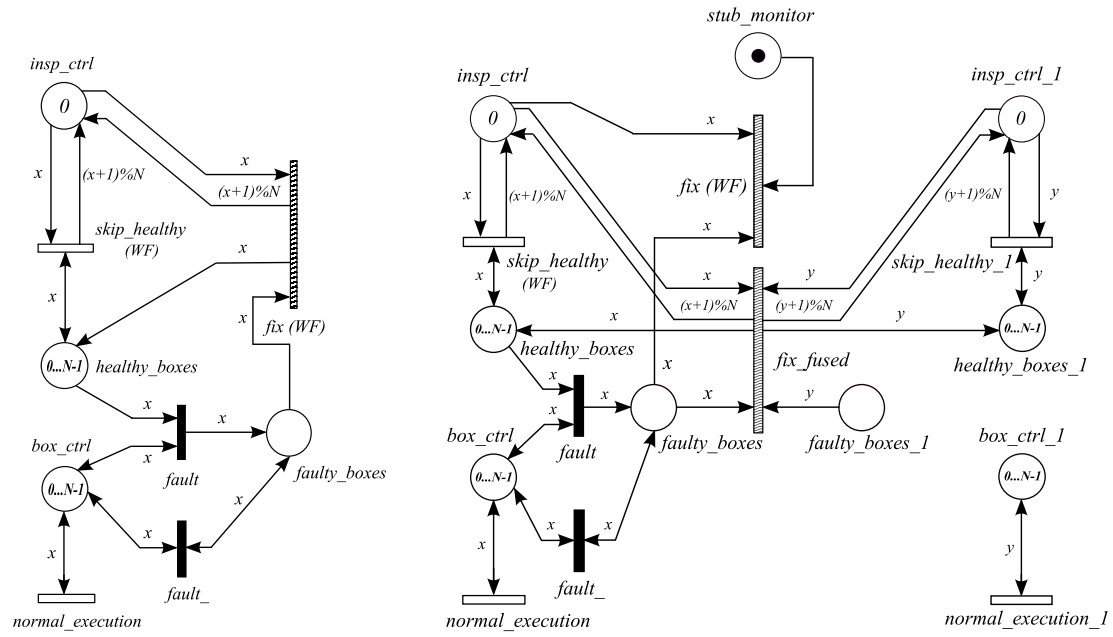 stub_monitor
insp_ctrl
0
x
(x+1)%N
x
(x+1)%N
skip_healthy
(WF)
x
x
x
fix (WF)
0...N-1
healthy_boxes
x
x
x
fault
box_ctrl
0...N-1
faulty_boxes
x
x
x
fault_
normal_execution
insp_ctrl
0
x
(x+1)%N
x
fix (WF)
x
skip_healthy
(WF)
x
x
(x+1)%N
y
(y+1)%N
x
y
0...N-1
healthy_boxes
fix_fused
x
x
x
x
x
y
fault
faulty_boxes
faulty_boxes_1
box_ctrl
0...N-1
x
x
x
fault_
normal_execution
insp_ctrl_1
0
(y+1)%N
y
skip_healthy_1
y
0...N-1
healthy_boxes_1
box_ctrl_1
0...N-1
y
normal_execution_1